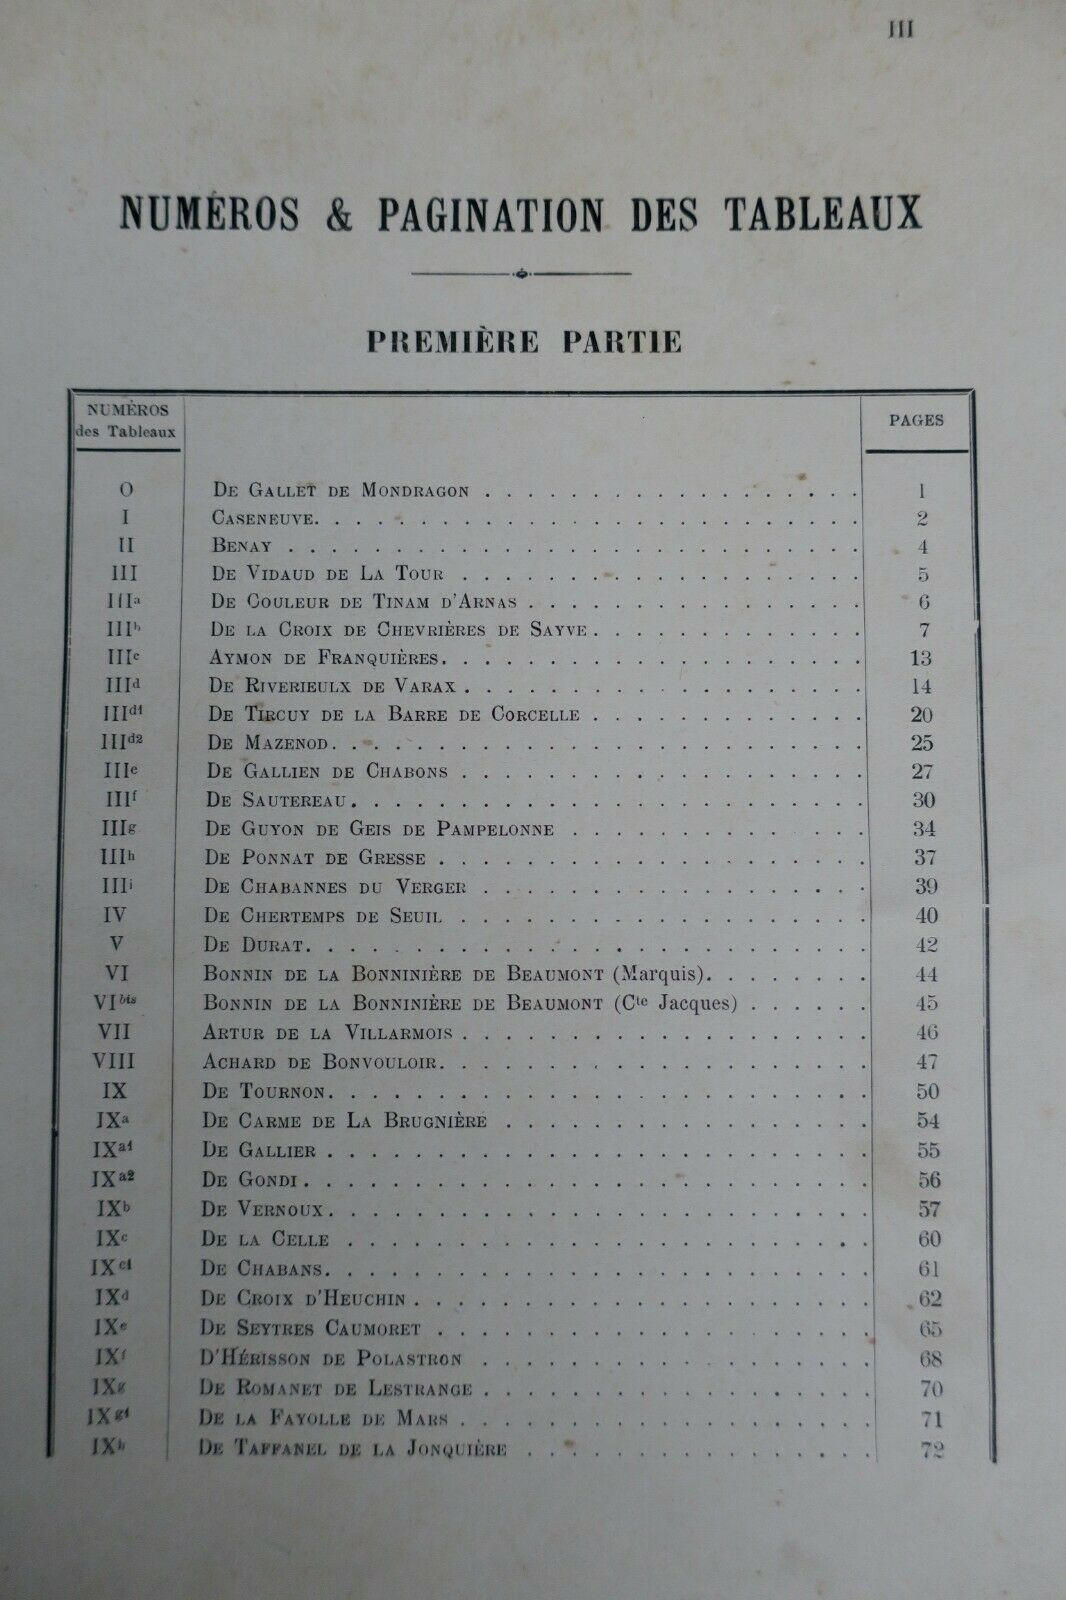 III
NUMÉROS & PAGINATION DES TABLEAUX
PREMIÈRE PARTIE
NUMÉROS des Tableaux PAGES
O DE GALLET DE MONDRAGON . . . . . . . . . . . . . . . . . . 1
I CASENEUVE. . . . . . . . . . . . . . . . . . . . . . . . 2
II BENAY . . . . . . . . . . . . . . . . . . . . . . . . . 4
III DE VIDAUD DE LA TOUR . . . . . . . . . . . . . . . . . . . 5
IIIa DE COULEUR DE TINAM D'ARNAS . . . . . . . . . . . . . . . . 6
IIIb DE LA CROIX DE CHEVRIÈRES DE SAYVE. . . . . . . . . . . . . 7
IIIc AYMON DE FRANQUIÈRES. . . . . . . . . . . . . . . . . . . 13
IIId DE RIVERIEULX DE VARAX . . . . . . . . . . . . . . . . . . 14
IIId1 DE TIRCUY DE LA BARRE DE CORCELLE . . . . . . . . . . . . . 20
IIId2 DE MAZENOD. . . . . . . . . . . . . . . . . . . . . . . . 25
IIIe DE GALLIEN DE CHABONS . . . . . . . . . . . . . . . . . . . 27
IIIf DE SAUTEREAU. . . . . . . . . . . . . . . . . . . . . . . 30
IIIg DE GUYON DE GEIS DE PAMPELONNE . . . . . . . . . . . . . . 34
IIIh DE PONNAT DE GRESSE . . . . . . . . . . . . . . . . . . . . 37
IIIi DE CHABANNES DU VERGER . . . . . . . . . . . . . . . . . . 39
IV DE CHERTEMPS DE SEUIL . . . . . . . . . . . . . . . . . . . 40
V DE DURAT. . . . . . . . . . . . . . . . . . . . . . . . . 42
VI BONNIN DE LA BONNINIÈRE DE BEAUMONT (Marquis). . . . . . . . 44
VIbis BONNIN DE LA BONNINIÈRE DE BEAUMONT (Cte Jacques) . . . . . . 45
VII ARTUR DE LA VILLARMOIS . . . . . . . . . . . . . . . . . . 46
VIII ACHARD DE BONVOULOIR. . . . . . . . . . . . . . . . . . . 47
IX DE TOURNON. . . . . . . . . . . . . . . . . . . . . . . . 50
IXa DE CARME DE LA BRUGNIÈRE . . . . . . . . . . . . . . . . . 54
IXa1 DE GALLIER . . . . . . . . . . . . . . . . . . . . . . . . 55
IXa2 DE GONDI. . . . . . . . . . . . . . . . . . . . . . . . . 56
IXb DE VERNOUX. . . . . . . . . . . . . . . . . . . . . . . . 57
IXc DE LA CELLE . . . . . . . . . . . . . . . . . . . . . . . 60
IXc1 DE CHABANS. . . . . . . . . . . . . . . . . . . . . . . . 61
IXd DE CROIX D'HEUCHIN . . . . . . . . . . . . . . . . . . . . 62
IXe DE SEYTRES CAUMORET . . . . . . . . . . . . . . . . . . . . 65
IXf D'HÉRISSON DE POLASTRON . . . . . . . . . . . . . . . . . . 68
IXg DE ROMANET DE LESTRANGE . . . . . . . . . . . . . . . . . . 70
IXg1 DE LA FAYOLLE DE MARS . . . . . . . . . . . . . . . . . . . 71
IXh DE TAFFANEL DE LA JONQUIÈRE . . . . . . . . . . . . . . . . 72